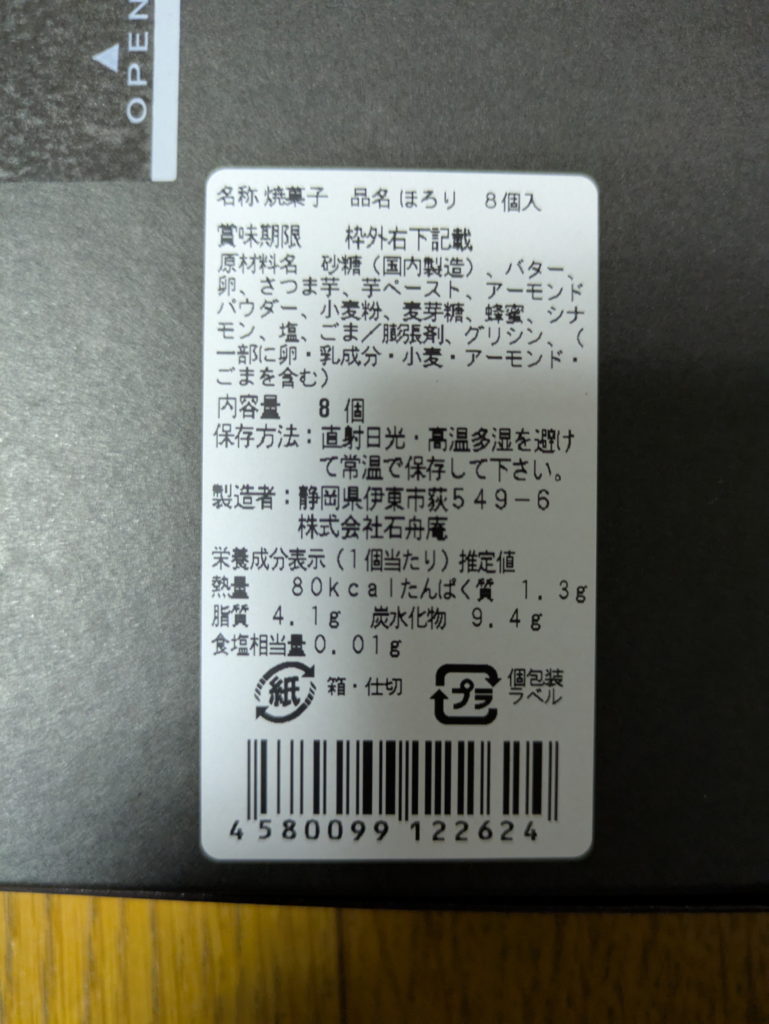 OPEN
名称 焼菓子　品名 ほろり　8個入
賞味期限　枠外右下記載
原材料名　砂糖（国内製造）、バター、
卵、さつま芋、芋ペースト、アーモンド
パウダー、小麦粉、麦芽糖、蜂蜜、シナ
モン、塩、ごま／膨張剤、グリシン、（
一部に卵・乳成分・小麦・アーモンド・
ごまを含む）
内容量　8 個
保存方法：直射日光・高温多湿を避け
て常温で保存して下さい。
製造者：静岡県伊東市荻５４９－６
株式会社石舟庵
栄養成分表示（１個当たり）推定値
熱量　８０ｋｃａｌたんぱく質　１．３ｇ
脂質　４．１ｇ　炭水化物　９．４ｇ
食塩相当量０．０１ｇ
紙 箱・仕切
プラ 個包装
ラベル
4 580099 122624